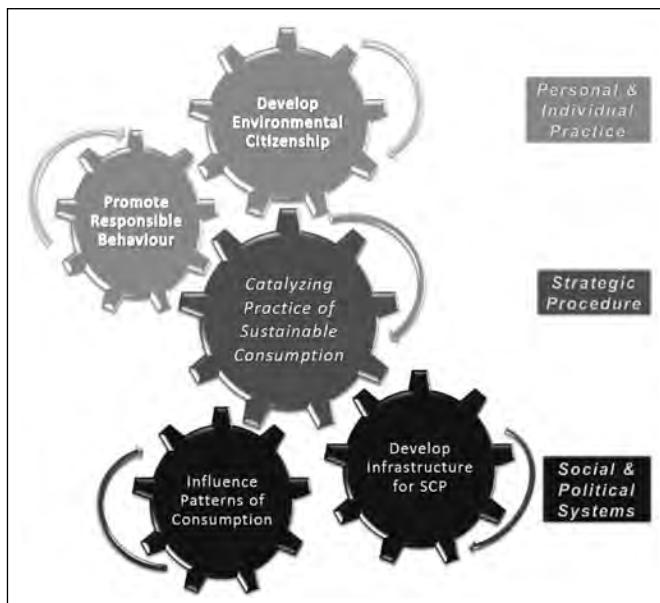 Develop
Environmental
Citizenship
Personal &
Individual
Practice
Promote
Responsible
Behaviour
Catalyzing
Practice of
Sustainable
Consumption
Strategic
Procedure
Influence
Patterns of
Consumption
Develop
Infrastructure
for SCP
Social &
Political
Systems